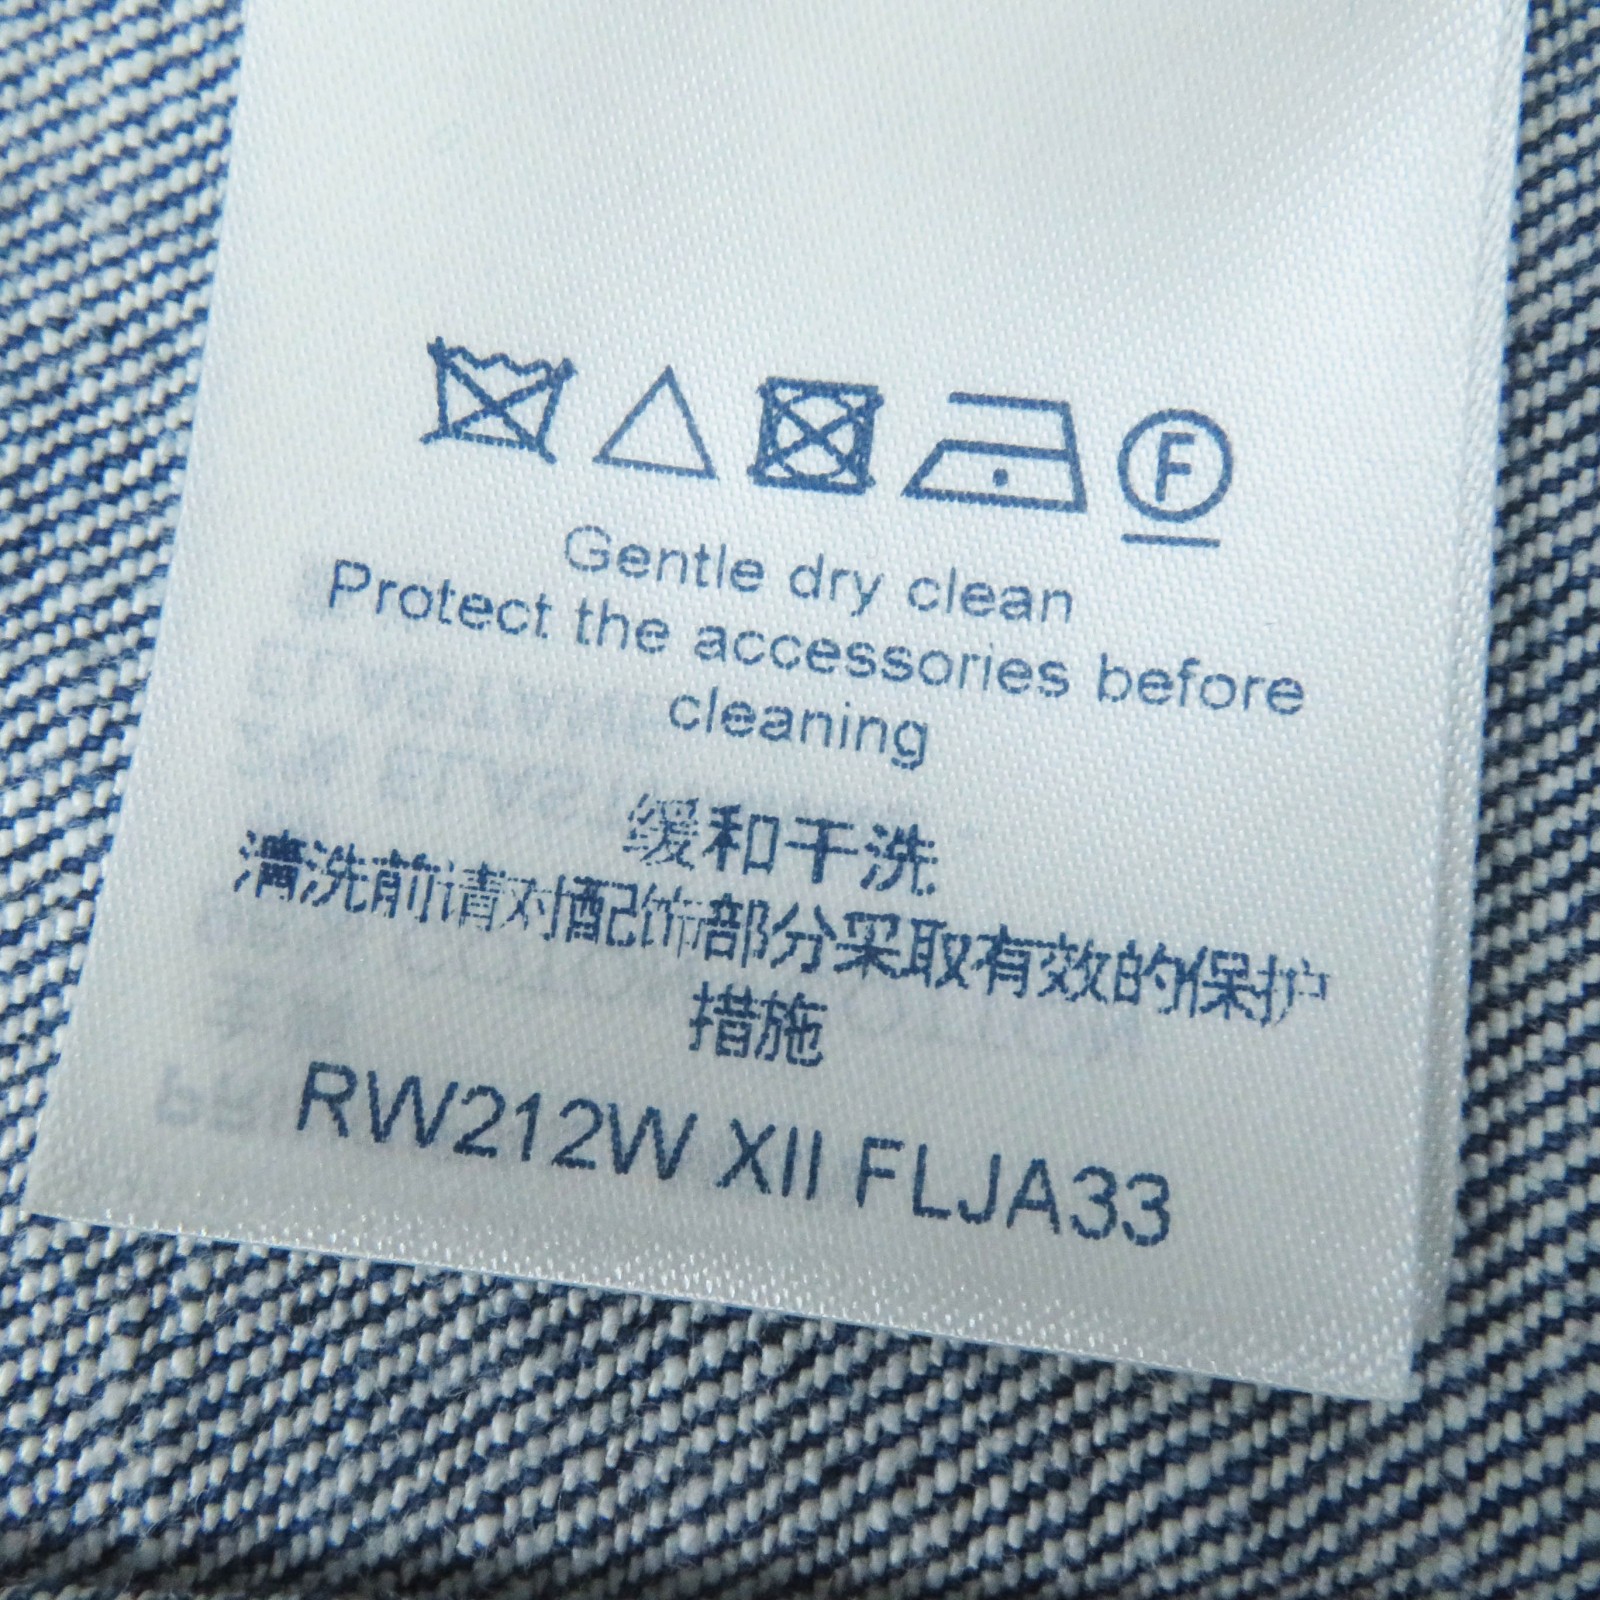 F
Gentle dry clean
Protect the accessories before
cleaning
缓和干洗
清洗前请对配饰部分采取有效的保护
措施
RW212W XII FLJA33